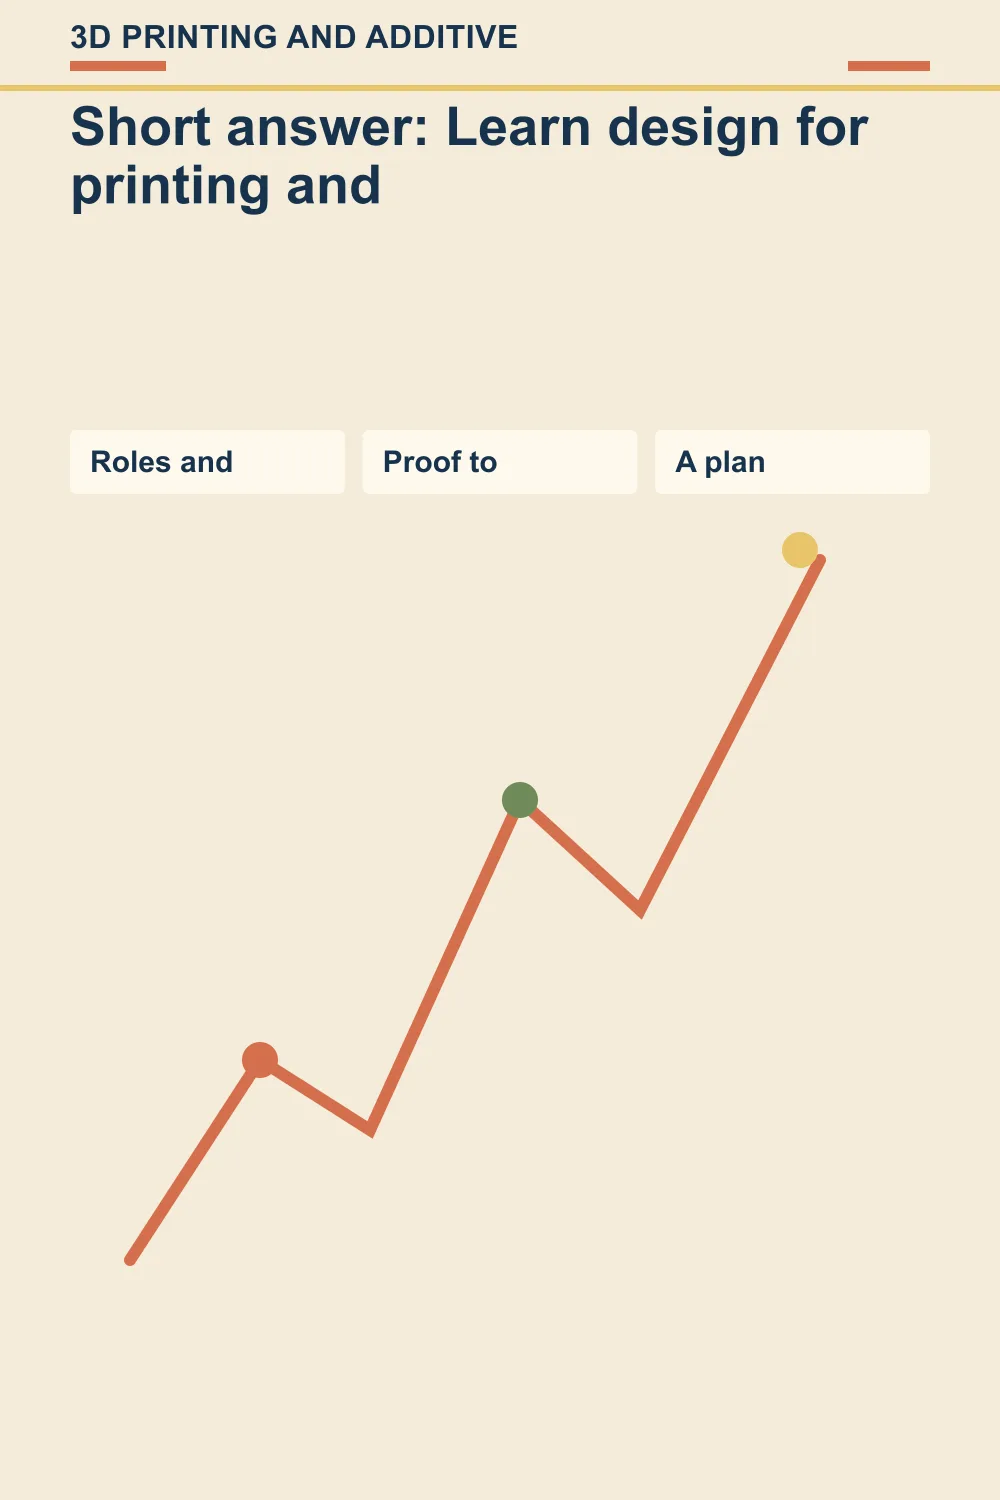 3D PRINTING AND ADDITIVE
Short answer: Learn design for
printing and
Roles and
Proof to
A plan